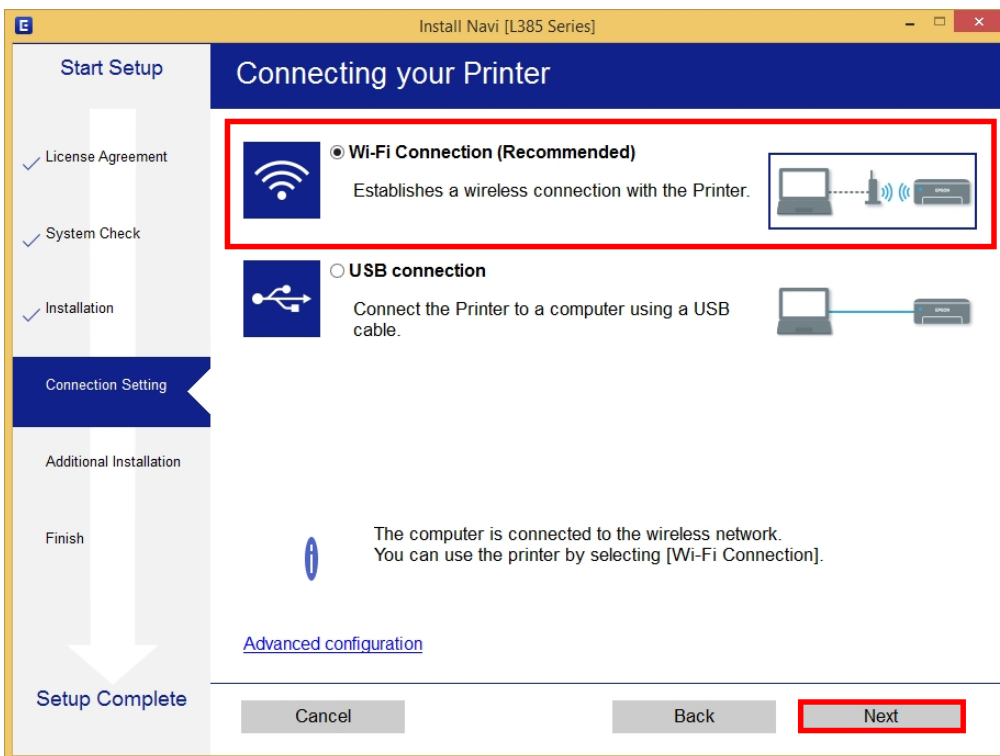 Install Navi [L385 Series]
Start Setup
License Agreement
System Check
Installation
Connection Setting
Additional Installation
Finish
Setup Complete
Connecting your Printer
Wi-Fi Connection (Recommended)
Establishes a wireless connection with the Printer.
EPSON
USB connection
Connect the Printer to a computer using a USB
cable.
EPSON
The computer is connected to the wireless network.
You can use the printer by selecting [Wi-Fi Connection].
Advanced configuration
Cancel
Back
Next